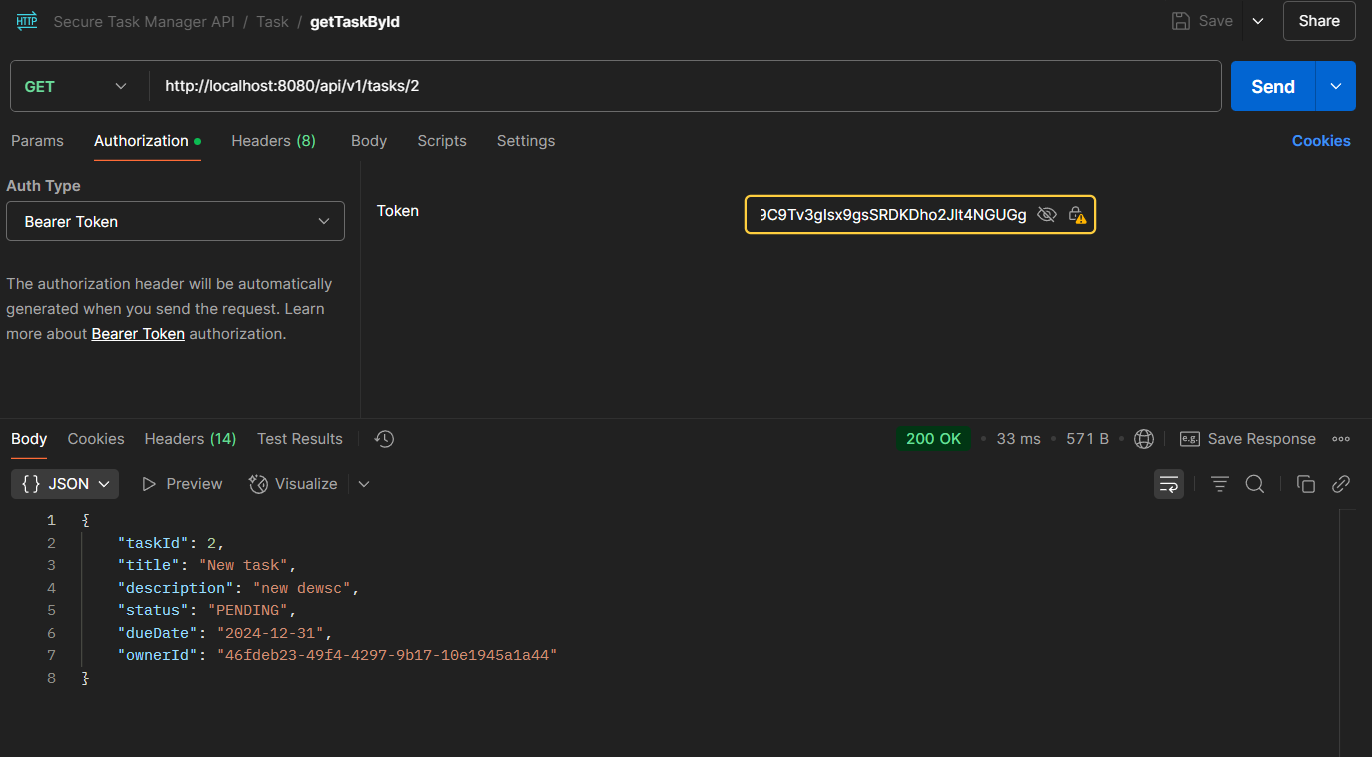 HTTP Secure Task Manager API / Task / getTaskById Save Share
GET http://localhost:8080/api/v1/tasks/2 Send
Params Authorization Headers (8) Body Scripts Settings Cookies
Auth Type
Bearer Token
The authorization header will be automatically
generated when you send the request. Learn
more about Bearer Token authorization.
Token 9C9Tv3glsx9gsSRDKDho2Jlt4NGUGg
Body Cookies Headers (14) Test Results 200 OK • 33 ms • 571 B • e.g. Save Response
{} JSON Preview Visualize
1 {
2 "taskId": 2,
3 "title": "New task",
4 "description": "new dewsc",
5 "status": "PENDING",
6 "dueDate": "2024-12-31",
7 "ownerId": "46fdeb23-49f4-4297-9b17-10e1945a1a44"
8 }